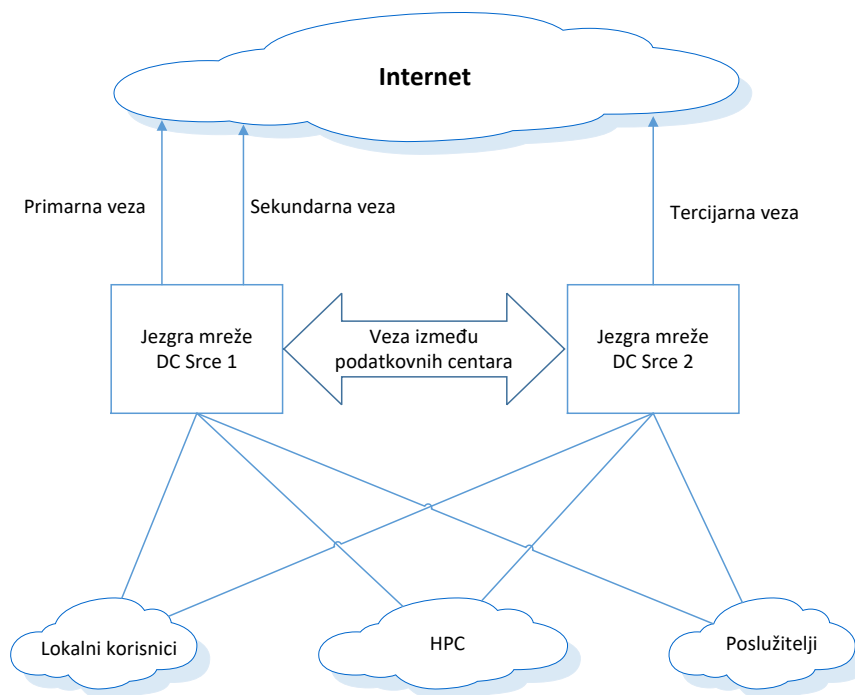 Internet
Primarna veza
Sekundarna veza
Tercijarna veza
Jezgra mreže
DC Srce 1
Veza između
podatkovnih centara
Jezgra mreže
DC Srce 2
Lokalni korisnici
HPC
Poslužitelji